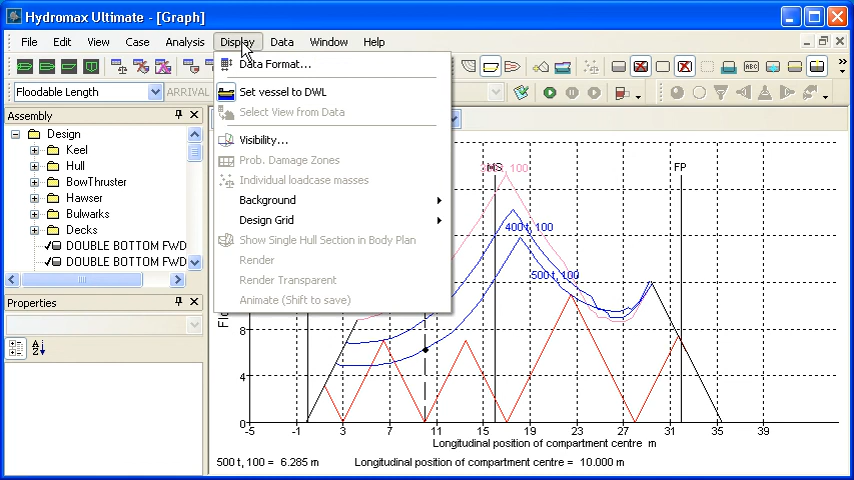 Hydromax Ultimate - [Graph]
File Edit View Case Analysis Display Data Window Help
Floodable Length
ARRIVAL
Assembly
Design
Keel
Hull
BowThruster
Hawser
Bulwarks
Decks
DOUBLE BOTTOM FWD
DOUBLE BOTTOM FWD
Properties
Data Format...
Set vessel to DWL
Select View from Data
Visibility...
Prob. Damage Zones
Individual loadcase masses
Background
Design Grid
Show Single Hull Section in Body Plan
Render
Render Transparent
Animate (Shift to save)
MS
FP
400 t, 100
500 t, 100
8
4
0
-5 -1 3 7 11 15 19 23 27 31 35 39
Longitudinal position of compartment centre m
500 t, 100 = 6.285 m Longitudinal position of compartment centre = 10.000 m